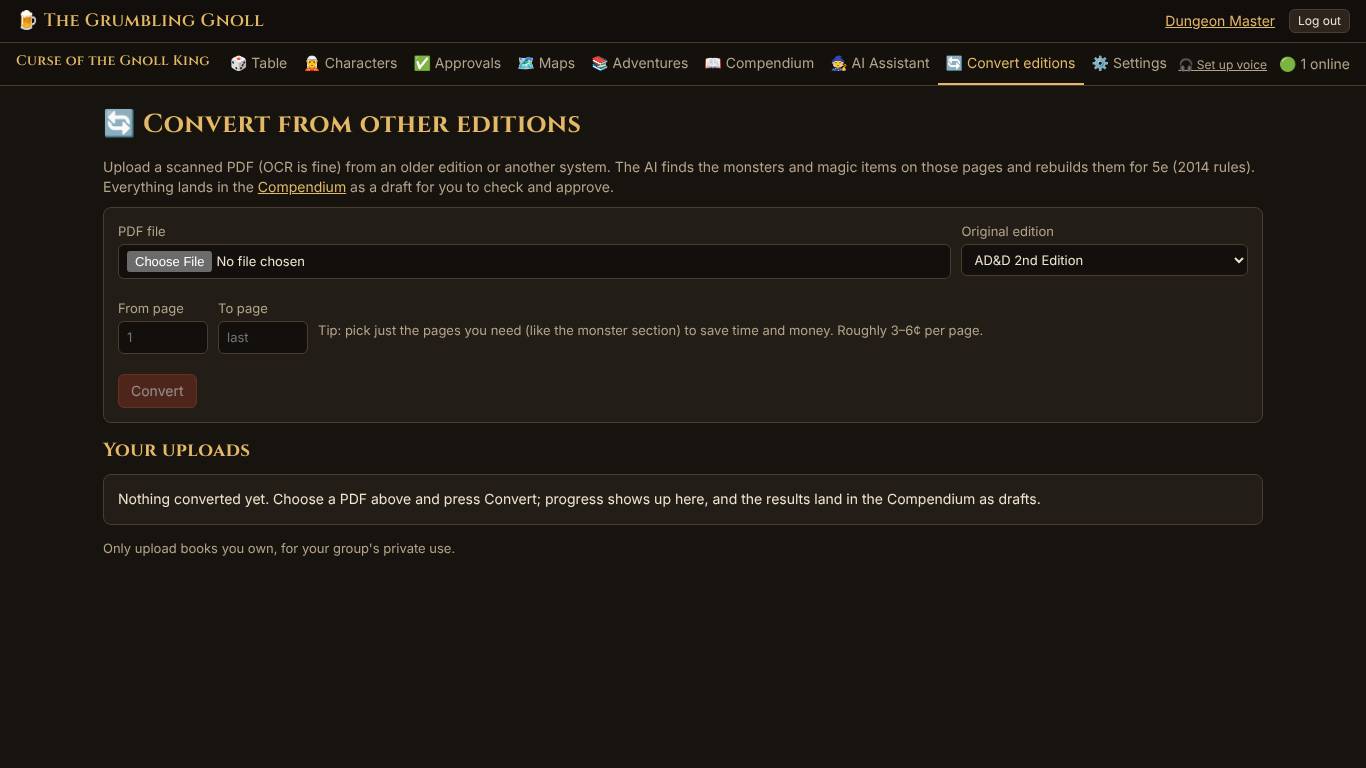 🍺 The Grumbling Gnoll
Dungeon Master
Log out
Curse of the Gnoll King
🎲 Table
🧝 Characters
✅ Approvals
🗺️ Maps
📚 Adventures
📖 Compendium
🧙 AI Assistant
🔄 Convert editions
⚙️ Settings
🎧 Set up voice
🟢 1 online
🔄 Convert from other editions
Upload a scanned PDF (OCR is fine) from an older edition or another system. The AI finds the monsters and magic items on those pages and rebuilds them for 5e (2014 rules).
Everything lands in the Compendium as a draft for you to check and approve.
PDF file
Original edition
Choose File No file chosen
AD&D 2nd Edition
From page
To page
1
last
Tip: pick just the pages you need (like the monster section) to save time and money. Roughly 3–6¢ per page.
Convert
Your uploads
Nothing converted yet. Choose a PDF above and press Convert; progress shows up here, and the results land in the Compendium as drafts.
Only upload books you own, for your group's private use.